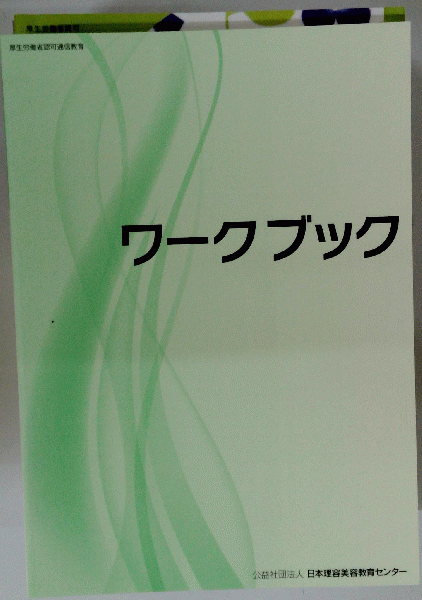 厚生労働省認可通信教育
ワークブック
公益社団法人 日本理容美容教育センター